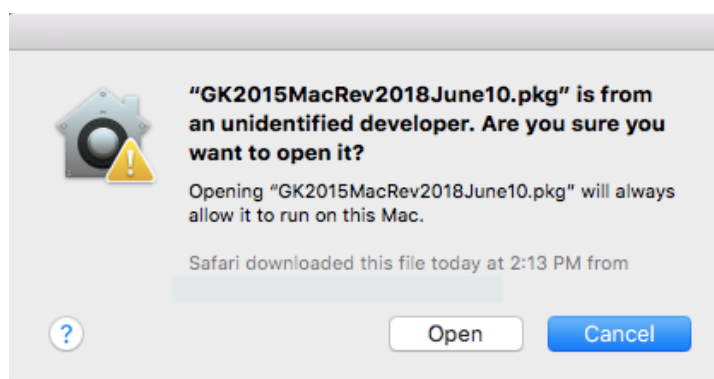 “GK2015MacRev2018June10.pkg” is from
an unidentified developer. Are you sure you
want to open it?
Opening “GK2015MacRev2018June10.pkg” will always
allow it to run on this Mac.
Safari downloaded this file today at 2:13 PM from
?
Open
Cancel